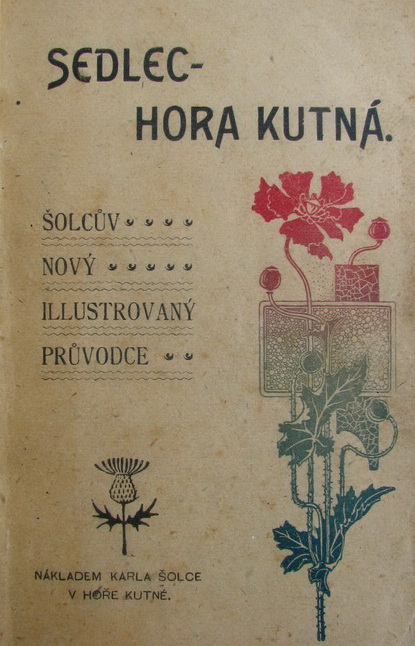 SEDLEC-
HORA KUTNÁ.
ŠOLCŮV
NOVÝ
ILLUSTROVANÝ
PRŮVODCE
NÁKLADEM KARLA ŠOLCE
V HOŘE KUTNÉ.